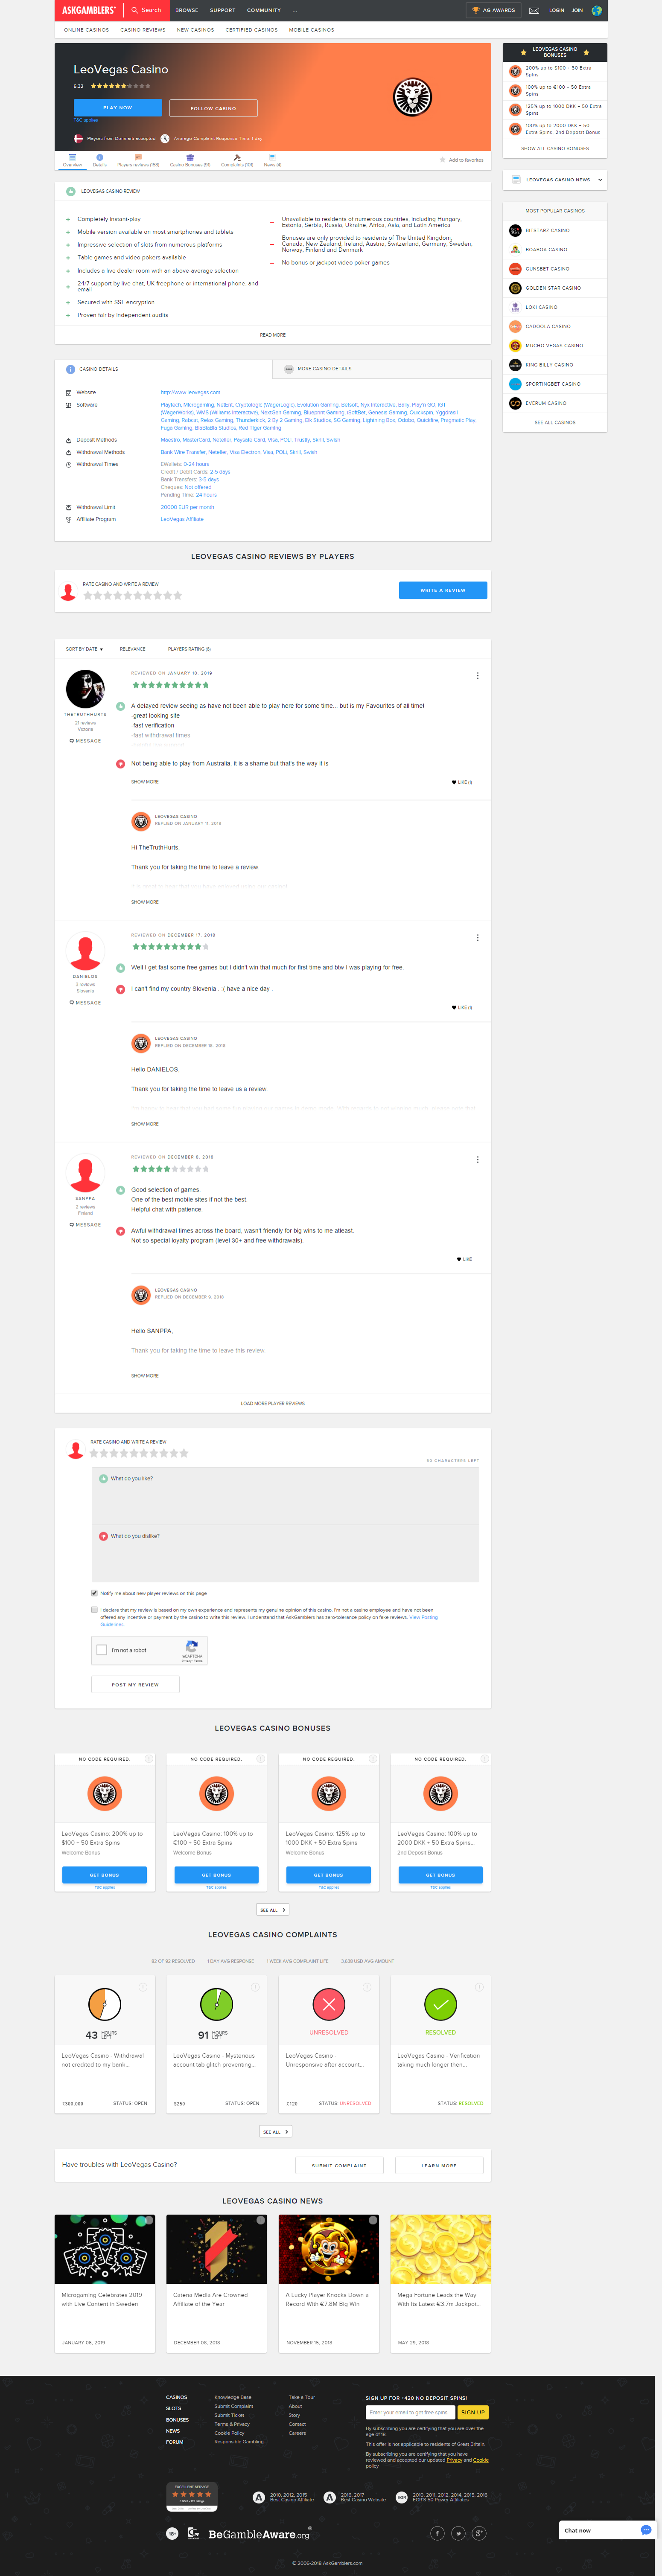 ASKGAMBLERS
Search
BROWSE SUPPORT COMMUNITY ...
AG AWARDS
LOGIN JOIN
ONLINE CASINOS CASINO REVIEWS NEW CASINOS CERTIFIED CASINOS MOBILE CASINOS
LeoVegas Casino
6.32
PLAY NOW
FOLLOW CASINO
T&C applies
Players from Denmark accepted
Average Complaint Response Time: 1 day
Overview
Details
Players reviews (158)
Casino Bonuses (91)
Complaints (101)
News (4)
Add to favorites
LEOVEGAS CASINO REVIEW
+ Completely instant-play
+ Mobile version available on most smartphones and tablets
+ Impressive selection of slots from numerous platforms
+ Table games and video pokers available
+ Includes a live dealer room with an above-average selection
+ 24/7 support by live chat, UK freephone or international phone, and
email
+ Secured with SSL encryption
+ Proven fair by independent audits
– Unavailable to residents of numerous countries, including Hungary,
Estonia, Serbia, Russia, Ukraine, Africa, Asia, and Latin America
– Bonuses are only provided to residents of The United Kingdom,
Canada, New Zealand, Ireland, Austria, Switzerland, Germany, Sweden,
Norway, Finland and Denmark
– No bonus or jackpot video poker games
READ MORE
CASINO DETAILS
MORE CASINO DETAILS
Website http://www.leovegas.com
Software Playtech, Microgaming, NetEnt, Cryptologic (WagerLogic), Evolution Gaming, Betsoft, Nyx Interactive, Bally, Play'n GO, IGT
(WagerWorks), WMS (Williams Interactive), NextGen Gaming, Blueprint Gaming, iSoftBet, Genesis Gaming, Quickspin, Yggdrasil
Gaming, Rabcat, Relax Gaming, Thunderkick, 2 By 2 Gaming, Elk Studios, SG Gaming, Lightning Box, Odobo, Quickfire, Pragmatic Play,
Fuga Gaming, BlaBlaBla Studios, Red Tiger Gaming
Deposit Methods Maestro, MasterCard, Neteller, Paysafe Card, Visa, POLi, Trustly, Skrill, Swish
Withdrawal Methods Bank Wire Transfer, Neteller, Visa Electron, Visa, POLi, Skrill, Swish
Withdrawal Times EWallets: 0-24 hours
Credit / Debit Cards: 2-5 days
Bank Transfers: 3-5 days
Cheques: Not offered
Pending Time: 24 hours
Withdrawal Limit 20000 EUR per month
Affiliate Program LeoVegas Affiliate
LEOVEGAS CASINO REVIEWS BY PLAYERS
RATE CASINO AND WRITE A REVIEW
WRITE A REVIEW
SORT BY DATE RELEVANCE PLAYERS RATING (6)
THETRUTHHURTS
21 reviews
Victoria
MESSAGE
REVIEWED ON JANUARY 10, 2018
A delayed review seeing as have not been able to play here for some time... but is my Favourites of all time!
-great looking site
-fast verification
-fast withdrawal times
Not being able to play from Australia, it is a shame but that's the way it is
SHOW MORE
LIKE (1)
LEOVEGAS CASINO
REPLIED ON JANUARY 11, 2018
Hi TheTruthHurts,
Thank you for taking the time to leave a review.
SHOW MORE
DANIELOS
3 reviews
Slovenia
MESSAGE
REVIEWED ON DECEMBER 17, 2018
Well I get fast some free games but I didn't win that much for first time and btw I was playing for free.
I can't find my country Slovenia . :( have a nice day .
LIKE (1)
LEOVEGAS CASINO
REPLIED ON DECEMBER 18, 2018
Hello DANIELOS,
Thank you for taking the time to leave us a review.
SHOW MORE
SANPPA
2 reviews
Finland
MESSAGE
REVIEWED ON DECEMBER 8, 2018
Good selection of games.
One of the best mobile sites if not the best.
Helpful chat with patience.
Awful withdrawal times across the board, wasn't friendly for big wins to me atleast.
Not so special loyalty program (level 30+ and free withdrawals).
LIKE
LEOVEGAS CASINO
REPLIED ON DECEMBER 9, 2018
Hello SANPPA,
Thank you for taking the time to leave this review.
SHOW MORE
LOAD MORE PLAYER REVIEWS
RATE CASINO AND WRITE A REVIEW
50 CHARACTERS LEFT
What do you like?
What do you dislike?
Notify me about new player reviews on this page
I declare that my review is based on my own experience and represents my genuine opinion of this casino. I'm not a casino employee and have not been
offered any incentive or payment by the casino to write this review. I understand that AskGamblers has zero-tolerance policy on fake reviews. View Posting
Guidelines.
I'm not a robot
reCAPTCHA
Privacy - Terms
POST MY REVIEW
LEOVEGAS CASINO BONUSES
NO CODE REQUIRED.
LeoVegas Casino: 200% up to
$100 + 50 Extra Spins
Welcome Bonus
GET BONUS
T&C applies
NO CODE REQUIRED.
LeoVegas Casino: 100% up to
€100 + 50 Extra Spins
Welcome Bonus
GET BONUS
T&C applies
NO CODE REQUIRED.
LeoVegas Casino: 125% up to
1000 DKK + 50 Extra Spins
Welcome Bonus
GET BONUS
T&C applies
NO CODE REQUIRED.
LeoVegas Casino: 100% up to
2000 DKK + 50 Extra Spins...
2nd Deposit Bonus
GET BONUS
T&C applies
SEE ALL
LEOVEGAS CASINO COMPLAINTS
82 OF 92 RESOLVED 1 DAY AVG RESPONSE 1 WEEK AVG COMPLAINT LIFE 3,638 USD AVG AMOUNT
43 HOURS LEFT
LeoVegas Casino - Withdrawal
not credited to my bank...
₹300,000 STATUS: OPEN
91 HOURS LEFT
LeoVegas Casino - Mysterious
account tab glitch preventing...
$250 STATUS: OPEN
UNRESOLVED
LeoVegas Casino -
Unresponsive after account...
£120 STATUS: UNRESOLVED
RESOLVED
LeoVegas Casino - Verification
taking much longer then...
STATUS: RESOLVED
SEE ALL
Have troubles with LeoVegas Casino?
SUBMIT COMPLAINT
LEARN MORE
LEOVEGAS CASINO NEWS
Microgaming Celebrates 2019
with Live Content in Sweden
JANUARY 06, 2019
Catena Media Are Crowned
Affiliate of the Year
DECEMBER 08, 2018
A Lucky Player Knocks Down a
Record With €7.8M Big Win
NOVEMBER 15, 2018
Mega Fortune Leads the Way
With Its Latest €3.7m Jackpot...
MAY 29, 2018
LEOVEGAS CASINO
BONUSES
200% up to $100 + 50 Extra
Spins
100% up to €100 + 50 Extra
Spins
125% up to 1000 DKK + 50 Extra
Spins
100% up to 2000 DKK + 50
Extra Spins, 2nd Deposit Bonus
SHOW ALL CASINO BONUSES
LEOVEGAS CASINO NEWS
MOST POPULAR CASINOS
BITSTARZ CASINO
BOABOA CASINO
GUNSBET CASINO
GOLDEN STAR CASINO
LOKI CASINO
CADOOLA CASINO
MUCHO VEGAS CASINO
KING BILLY CASINO
SPORTINGBET CASINO
EVERUM CASINO
SEE ALL CASINOS
CASINOS
SLOTS
BONUSES
NEWS
FORUM
Knowledge Base
Submit Complaint
Submit Ticket
Terms & Privacy
Cookie Policy
Responsible Gambling
Take a Tour
About
Story
Contact
Careers
SIGN UP FOR +420 NO DEPOSIT SPINS!
Enter your email to get free spins
SIGN UP
By subscribing you are certifying that you are over the
age of 18.
This offer is not applicable to residents of Great Britain.
By subscribing you are certifying that you have
reviewed and accepted our updated Privacy and Cookie
policy
EXCELLENT SERVICE
2010, 2012, 2015
Best Casino Affiliate
2016, 2017
Best Casino Website
EGR
2010, 2011, 2012, 2014, 2015, 2016
EGR'S 50 Power Affiliates
18+
BeGambleAware.org
Chat now
© 2006-2018 AskGamblers.com